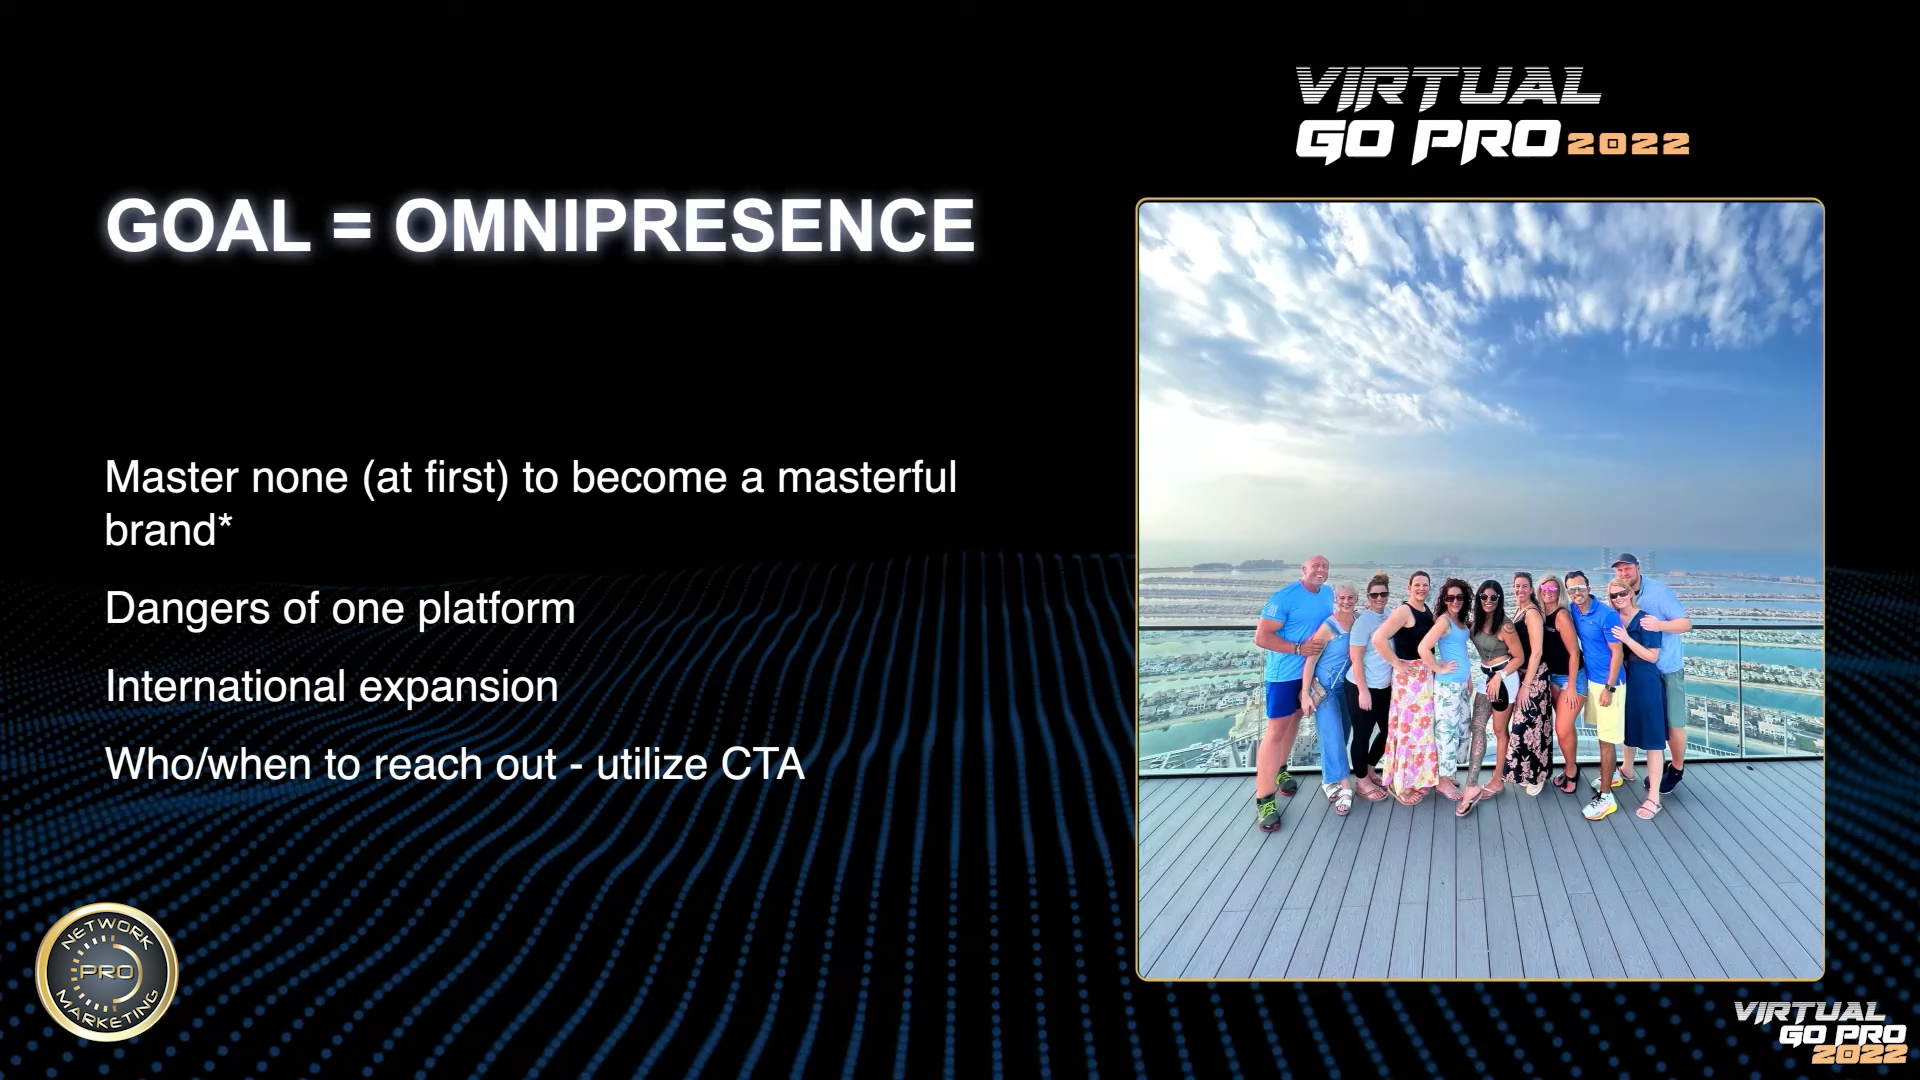 VIRTUAL
GO PRO 2022
GOAL = OMNIPRESENCE
Master none (at first) to become a masterful
brand*
Dangers of one platform
International expansion
Who/when to reach out - utilize CTA
NETWORK
PRO
MARKETING
VIRTUAL
GO PRO
2022